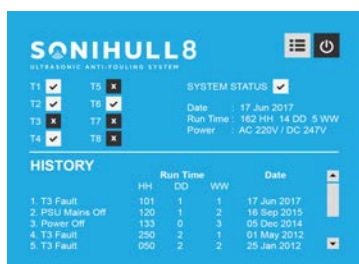 SONIHULL8
ULTRASONIC ANTI-FOULING SYSTEM
T1 T5
T2 T6
T3 T7
T4 T8
SYSTEM STATUS
Date : 17 Jun 2017
Run Time : 162 HH 14 DD 5 WW
Power : AC 220V / DC 247V
HISTORY
Run Time Date
HH DD WW
1. T3 Fault 101 1 1 17 Jun 2017
2. PSU Mains Off 120 1 2 16 Sep 2015
3. Power Off 133 0 3 05 Dec 2014
4. T3 Fault 250 2 1 01 May 2012
5. T3 Fault 050 2 2 25 Jan 2012